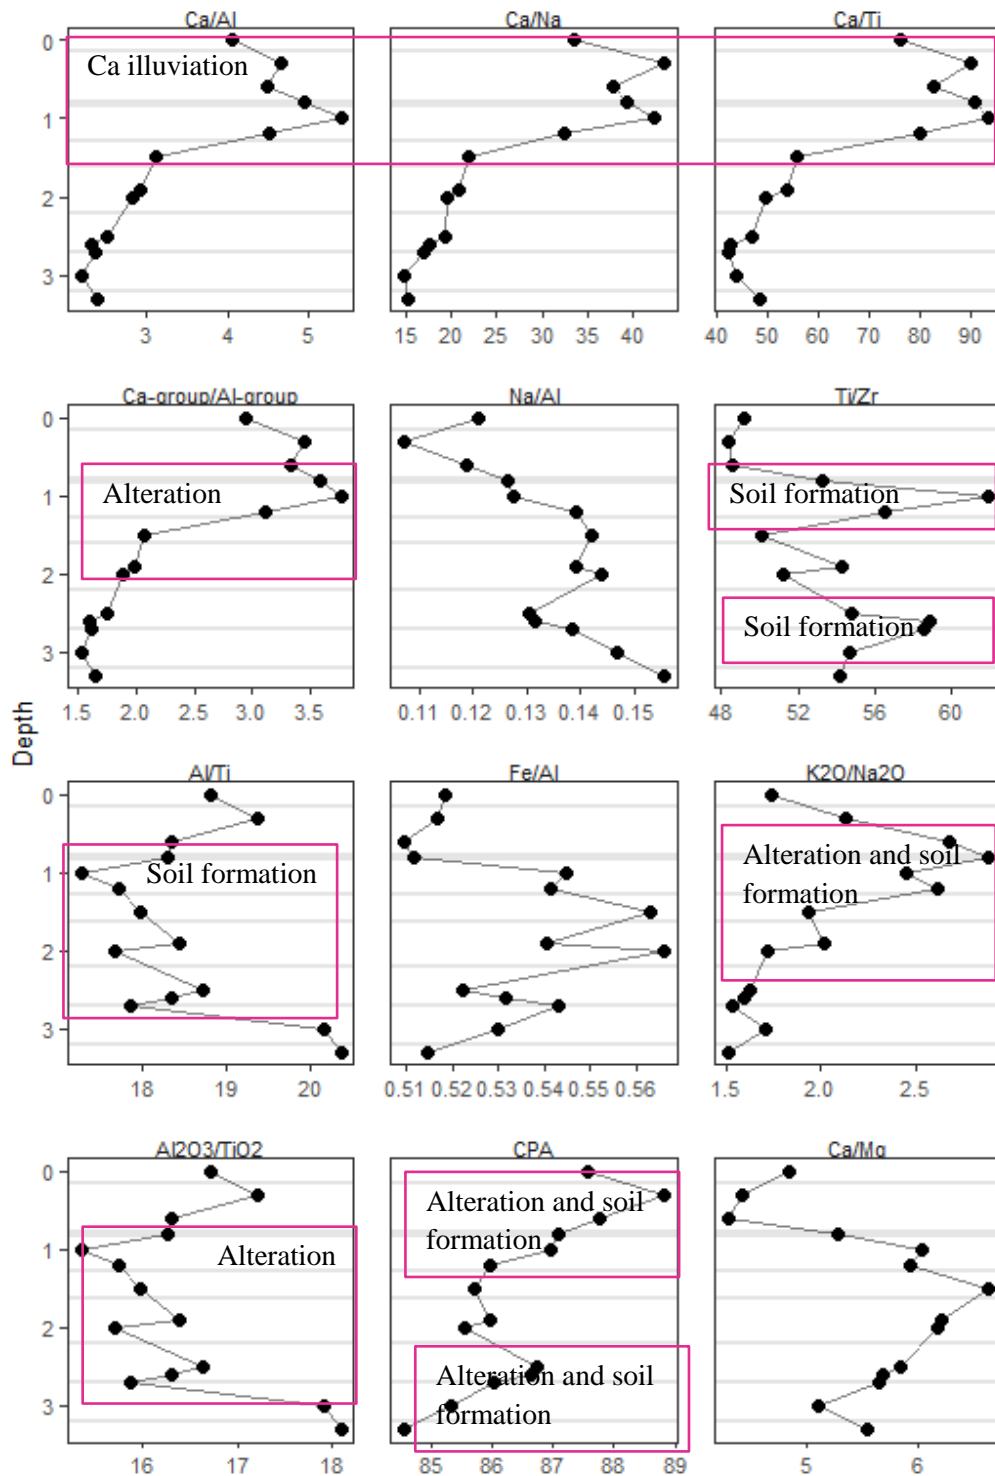 Ca/Al Ca/Na Ca/Ti
0
Ca illuviation
1
2
3
3 4 5 15 20 25 30 35 40 40 50 60 70 80 90
Ca-group/Al-group Na/Al Ti/Zr
0
Alteration
Soil formation
1
2
Soil formation
3
1.5 2.0 2.5 3.0 3.5 0.11 0.12 0.13 0.14 0.15 48 52 56 60
Depth
Al/Ti Fe/Al K2O/Na2O
0
Soil formation
Alteration and soil
formation
1
2
3
18 19 20 0.51 0.52 0.53 0.54 0.55 0.56 1.5 2.0 2.5
Al2O3/TiO2 CPA Ca/Mg
0
Alteration and soil
formation
1
Alteration
2
Alteration and soil
formation
3
16 17 18 85 86 87 88 89 5 6